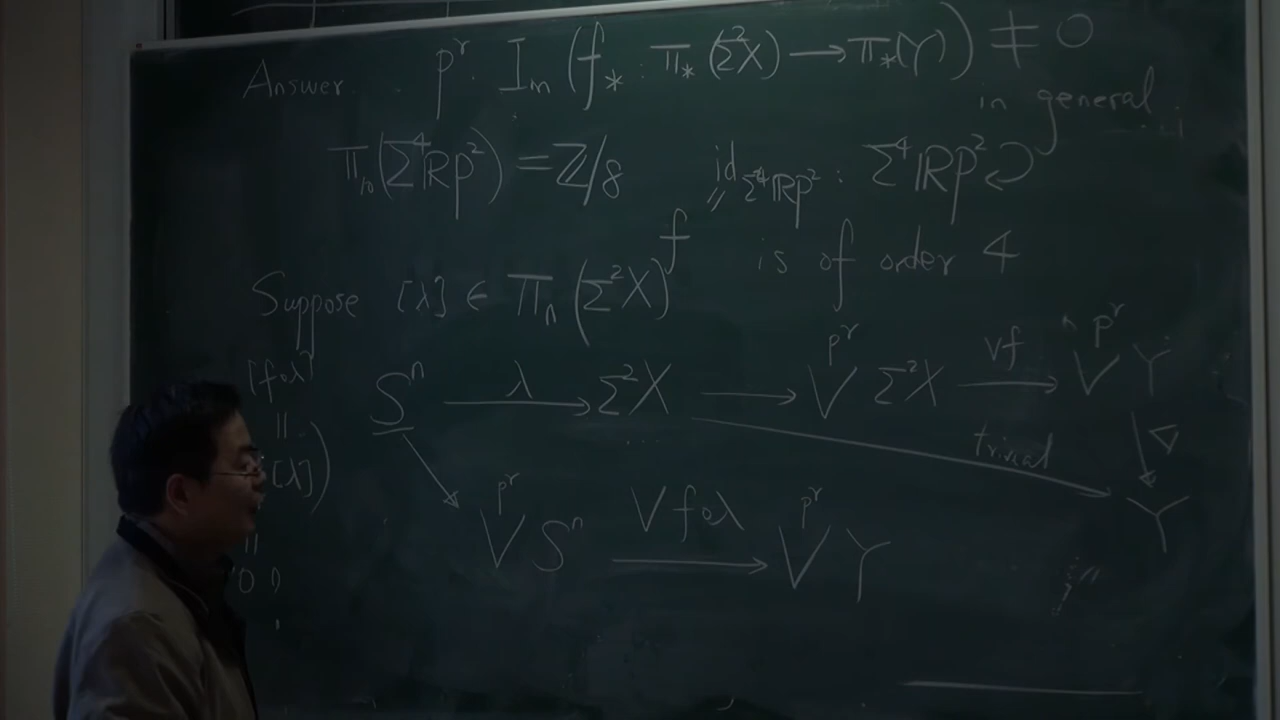 Answer. p^r. Im (f_* : π_*(Σ²X) → π_*(Y)) ≠ 0
in general
π_10(Σ⁴RP²) = Z/8 id_{Σ⁴RP²} : Σ⁴RP²
f is of order 4
Suppose [λ] ∈ π_n(Σ²X)
[f∘λ] S^n —λ→ Σ²X → ⋁^{p^r} Σ²X —∨f→ ⋁^{p^r} Y
∇
trivial
[λ])
Y
⋁^{p^r} S^n —⋁f∘λ→ ⋁^{p^r} Y
0